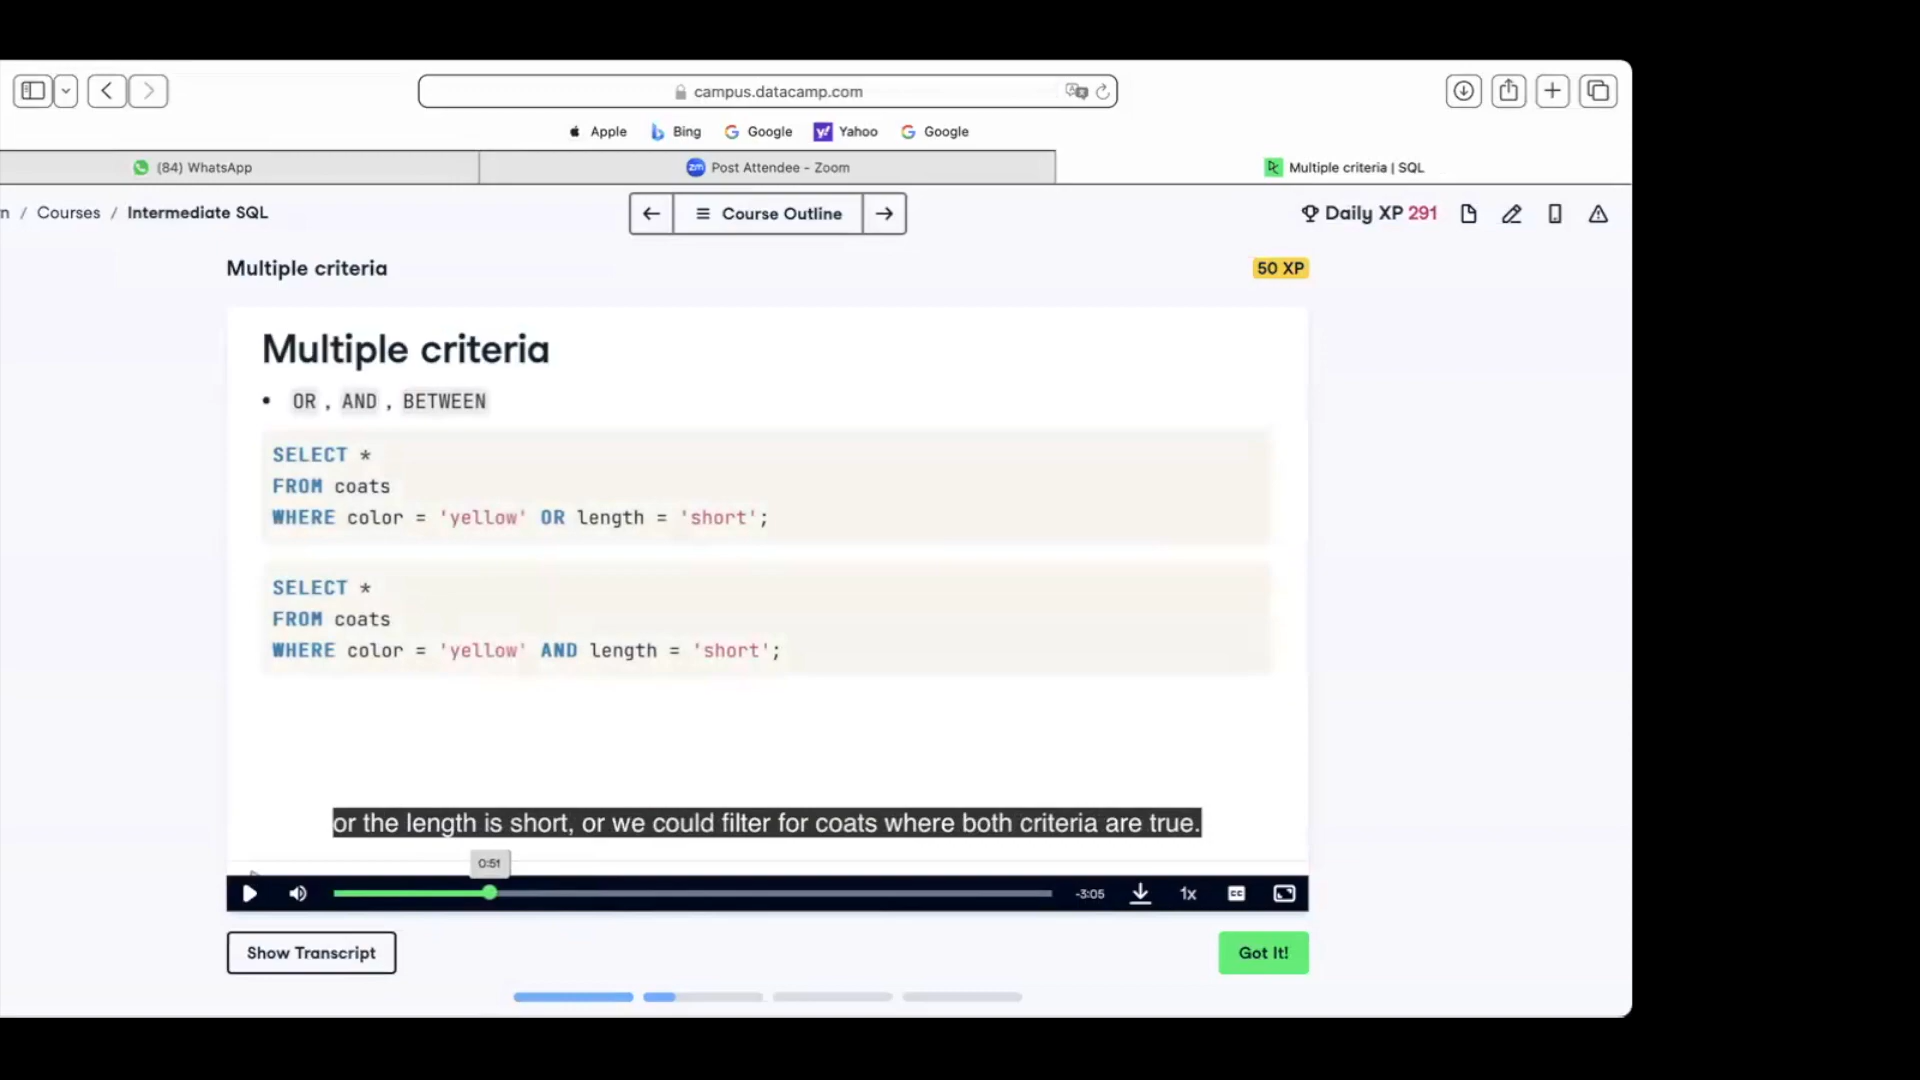 campus.datacamp.com
Apple Bing Google Yahoo Google
(84) WhatsApp
Post Attendee - Zoom
Multiple criteria | SQL
n / Courses / Intermediate SQL
Course Outline
Daily XP 291
Multiple criteria
50 XP
Multiple criteria
• OR , AND , BETWEEN
SELECT *
FROM coats
WHERE color = 'yellow' OR length = 'short';
SELECT *
FROM coats
WHERE color = 'yellow' AND length = 'short';
or the length is short, or we could filter for coats where both criteria are true.
0:51
-3:05
1x
CC
Show Transcript
Got It!